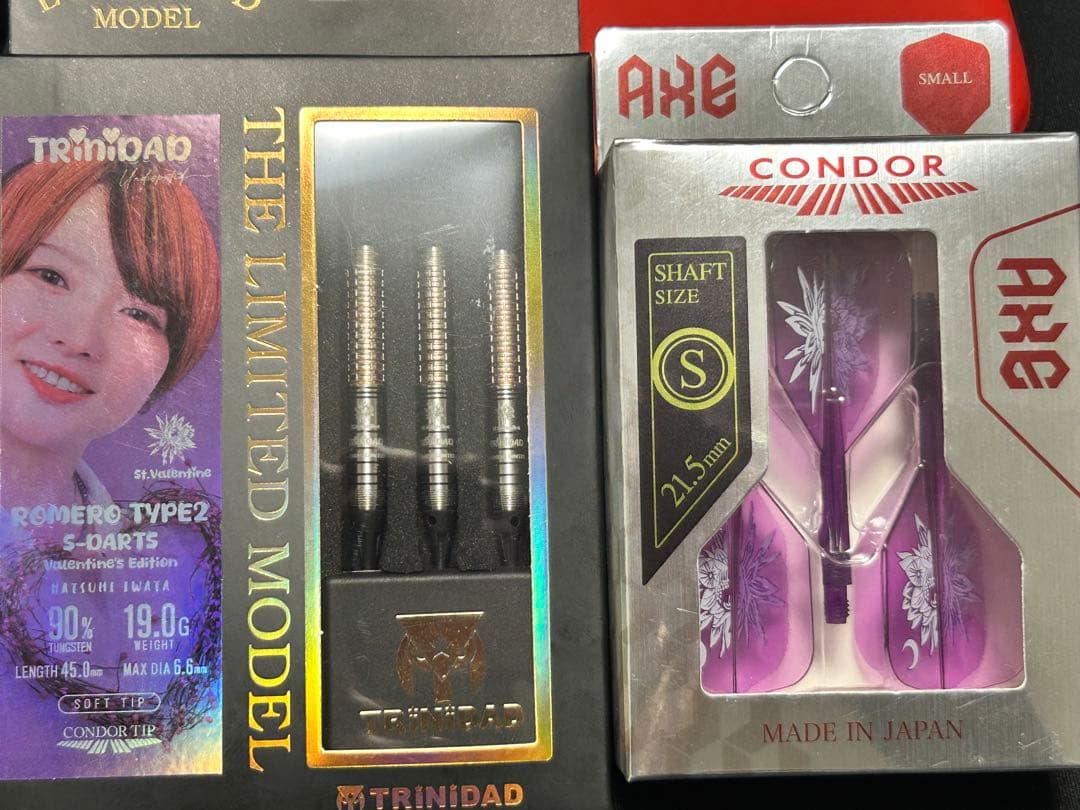 MODEL
TRiNiDAD
Undisputed
St.Valentine
ROMERO TYPE2
S-DARTS
Valentine's Edition
NATSUMI IWATA
90%
TUNGSTEN
19.0G
WEIGHT
LENGTH 45.0mm
MAX DIA 6.6mm
SOFT TIP
CONDOR TIP
THE LIMITED MODEL
TRiNiDAD
TRiNiDAD
AXE
SMALL
CONDOR
AXE
SHAFT
SIZE
S
21.5mm
MADE IN JAPAN